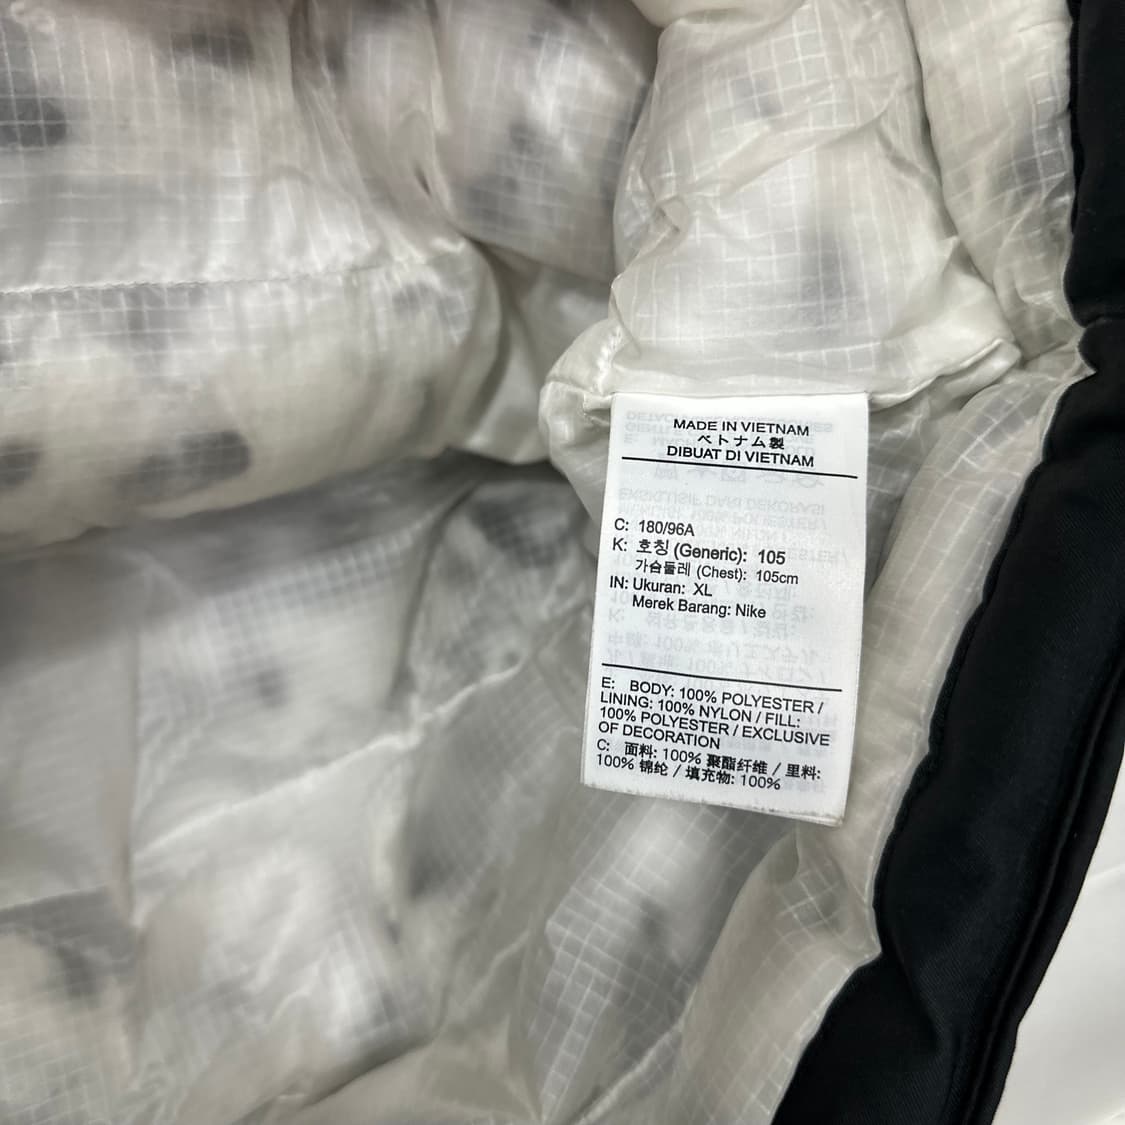 MADE IN VIETNAM
ベトナム製
DIBUAT DI VIETNAM
C: 180/96A
K: 호칭 (Generic): 105
가슴둘레 (Chest): 105cm
IN: Ukuran: XL
Merek Barang: Nike
E: BODY: 100% POLYESTER /
LINING: 100% NYLON / FILL:
100% POLYESTER / EXCLUSIVE
OF DECORATION
C: 面料: 100% 聚酯纤维 / 里料:
100% 锦纶 / 填充物: 100%